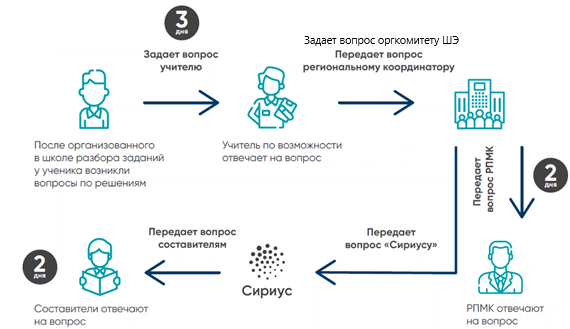 3
дня
Задает вопрос
учителю
Задает вопрос оргкомитету ШЭ
Передает вопрос
региональному координатору
После организованного
в школе разбора заданий
у ученика возникли
вопросы по решениям
Учитель по возможности
отвечает на вопрос
Передает
вопрос РПМК
2
дня
Передает вопрос
составителям
Передает
вопрос «Сириусу»
2
дня
Сириус
Составители отвечают
на вопрос
РПМК отвечают
на вопрос